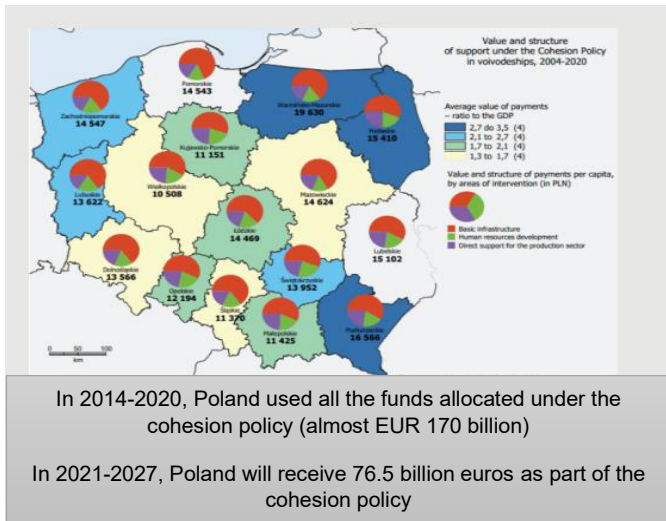 Value and structure
of support under the Cohesion Policy
in voivodeships, 2004-2020
Average value of payments
– ratio to the GDP
2,7 do 3,5 (4)
2,1 to 2,7 (4)
1,7 to 2,1 (4)
1,3 to 1,7 (4)
Value and structure of payments per capita,
by areas of intervention (in PLN)
Basic infrastructure
Human resources development
Direct support for the production sector
Pomorskie
14 543
Zachodniopomorskie
14 547
Warmińsko-Mazurskie
19 630
Podlaskie
15 410
Kujawsko-Pomorskie
11 151
Lubuskie
13 622
Wielkopolskie
10 508
Mazowieckie
14 624
Łódzkie
14 469
Lubelskie
15 102
Dolnośląskie
13 566
Opolskie
12 194
Śląskie
11 370
Świętokrzyskie
13 952
Małopolskie
11 425
Podkarpackie
16 566
0 50 100
km
In 2014-2020, Poland used all the funds allocated under the
cohesion policy (almost EUR 170 billion)
In 2021-2027, Poland will receive 76.5 billion euros as part of the
cohesion policy